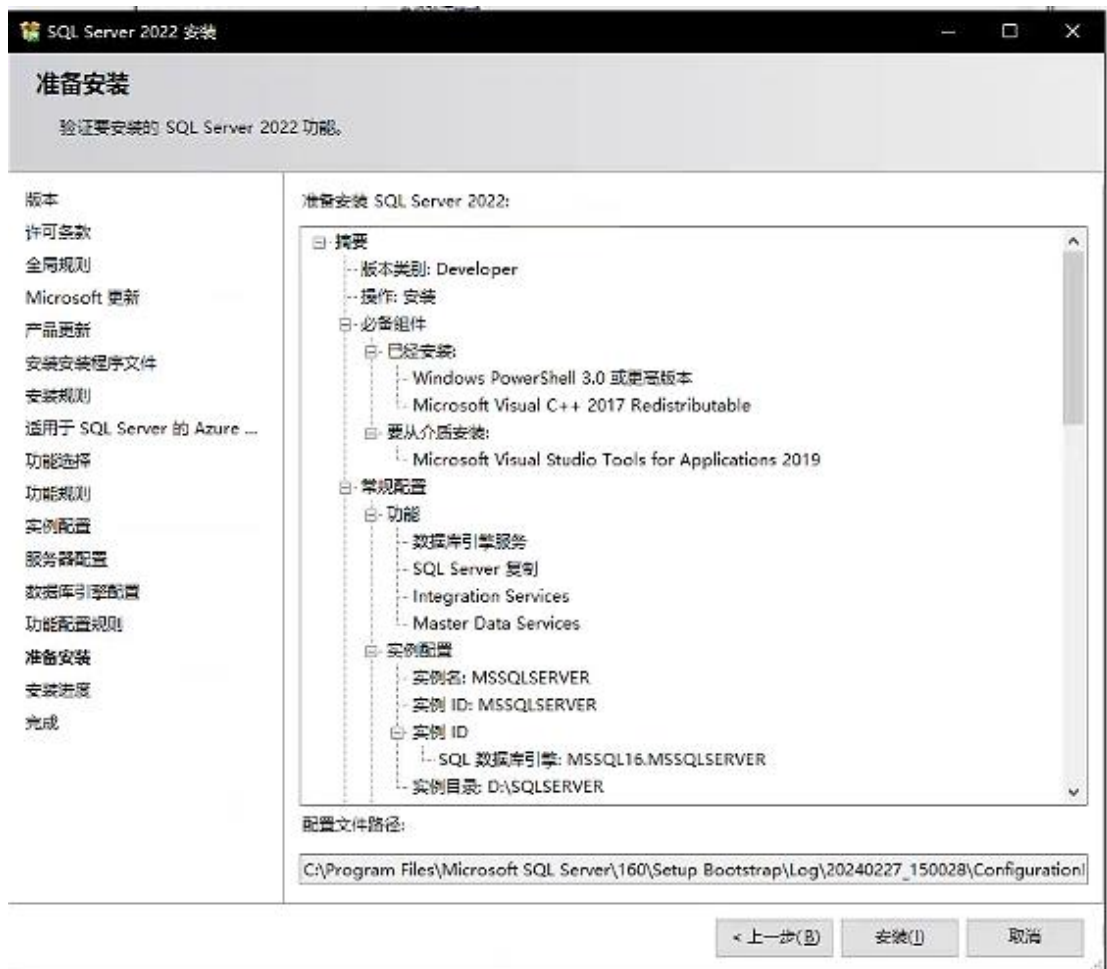 SQL Server 2022 安装
准备安装
验证要安装的 SQL Server 2022 功能。
版本
许可条款
全局规则
Microsoft 更新
产品更新
安装安装程序文件
安装规则
适用于 SQL Server 的 Azure ...
功能选择
功能规则
实例配置
服务器配置
数据库引擎配置
功能配置规则
准备安装
安装进度
完成
准备安装 SQL Server 2022:
摘要
版本类别: Developer
操作: 安装
必备组件
已经安装:
Windows PowerShell 3.0 或更高版本
Microsoft Visual C++ 2017 Redistributable
要从介质安装:
Microsoft Visual Studio Tools for Applications 2019
常规配置
功能
数据库引擎服务
SQL Server 复制
Integration Services
Master Data Services
实例配置
实例名: MSSQLSERVER
实例 ID: MSSQLSERVER
实例 ID
SQL 数据库引擎: MSSQL16.MSSQLSERVER
实例目录: D:\SQLSERVER
配置文件路径:
C:\Program Files\Microsoft SQL Server\160\Setup Bootstrap\Log\20240227_150028\Configuration
< 上一步(B)
安装(I)
取消